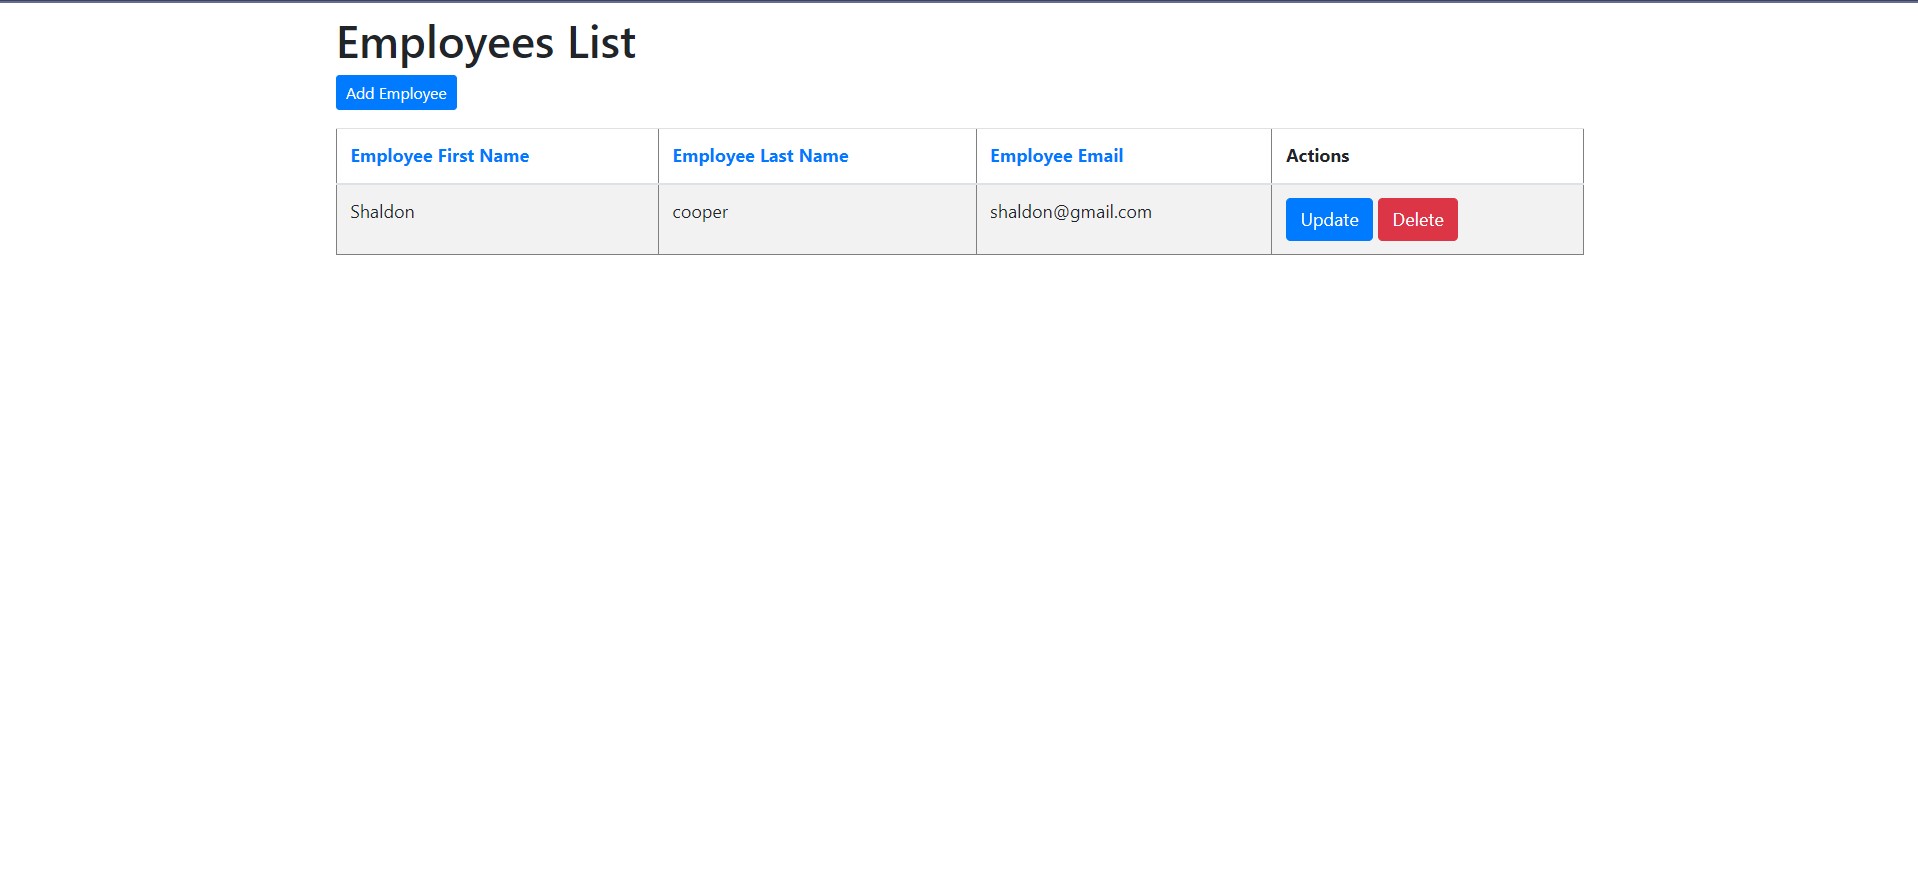 Employees List
Add Employee
Employee First Name Employee Last Name Employee Email Actions
Shaldon cooper shaldon@gmail.com Update Delete